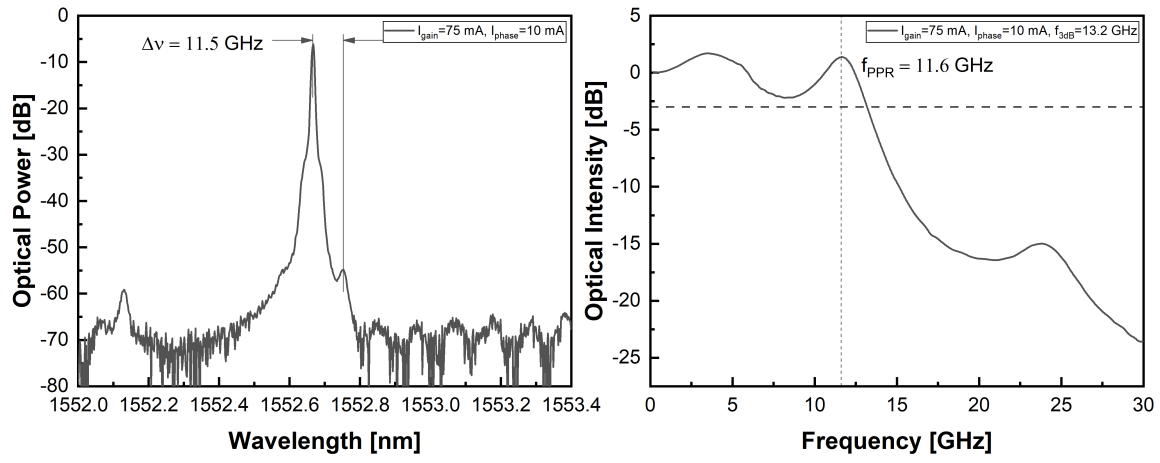 Optical Power [dB]
0
-10
-20
-30
-40
-50
-60
-70
-80
Δν = 11.5 GHz
I_gain=75 mA, I_phase=10 mA
1552.0 1552.2 1552.4 1552.6 1552.8 1553.0 1553.2 1553.4
Wavelength [nm]
Optical Intensity [dB]
5
0
-5
-10
-15
-20
-25
I_gain=75 mA, I_phase=10 mA, f_3dB=13.2 GHz
f_PPR = 11.6 GHz
0 5 10 15 20 25 30
Frequency [GHz]